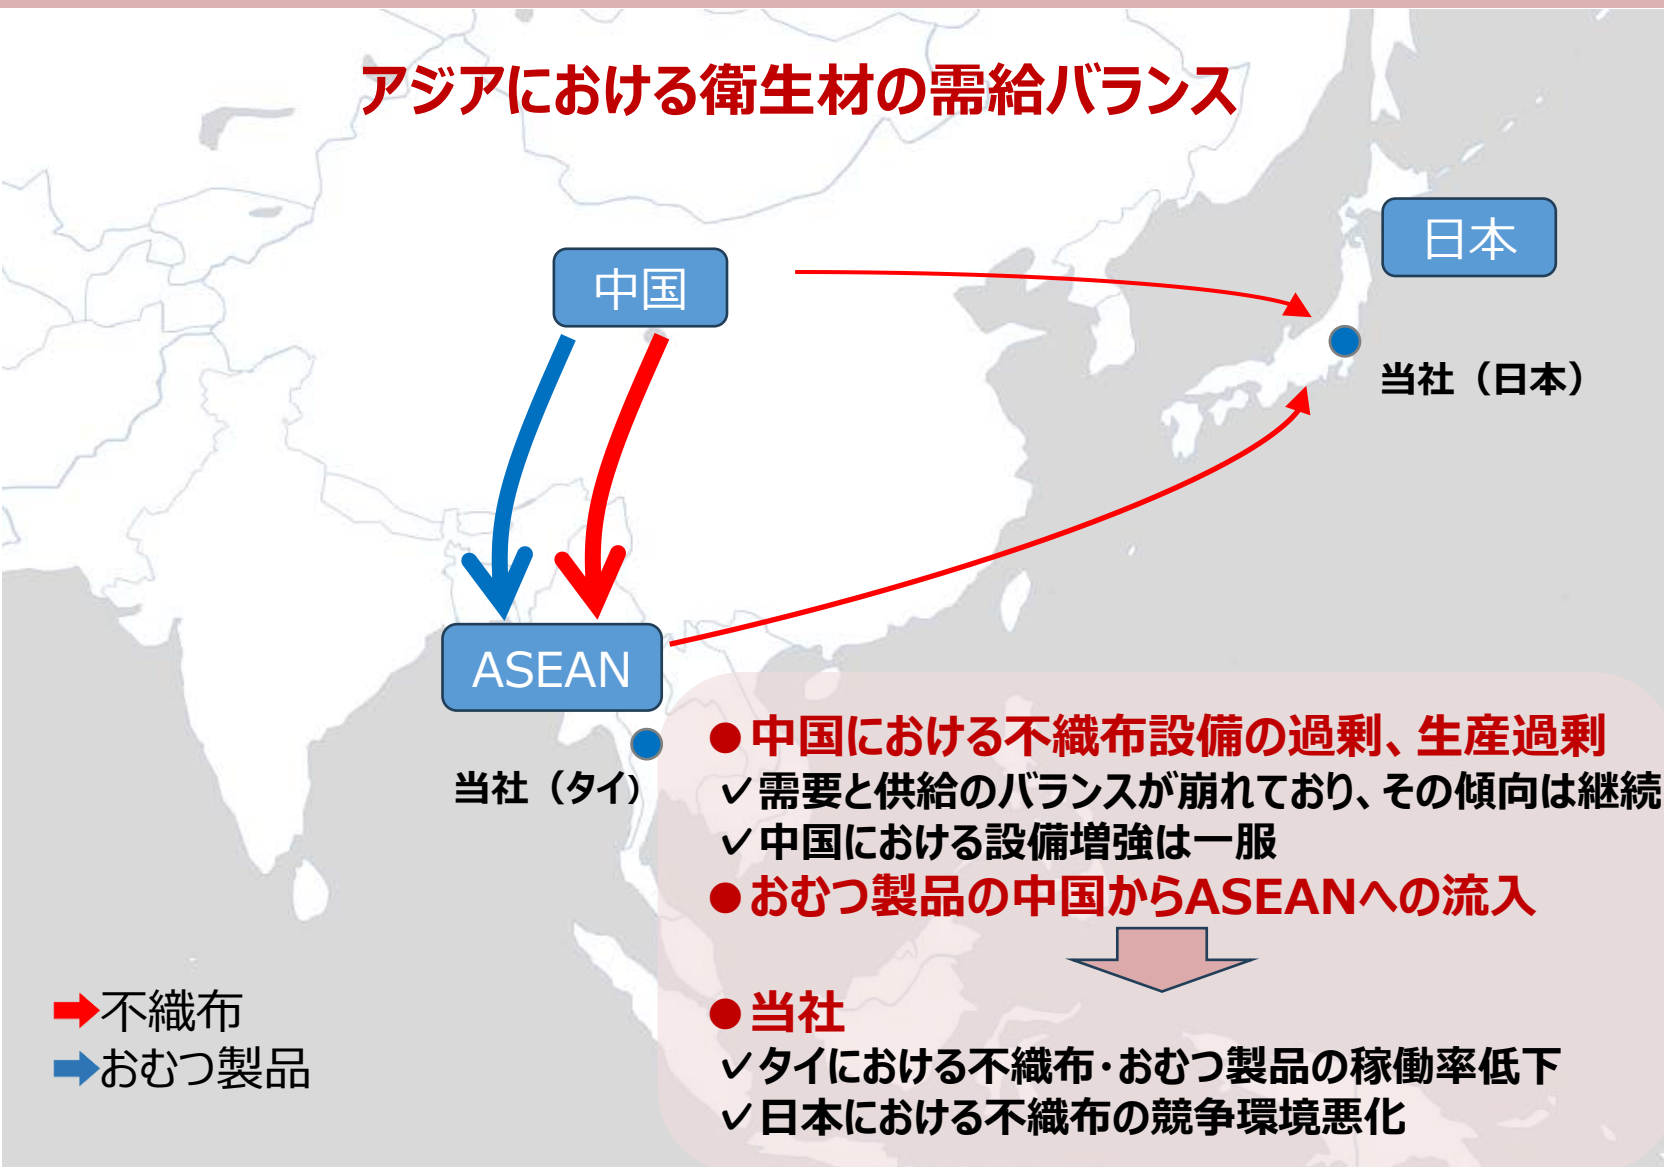 アジアにおける衛生材の需給バランス
日本
中国
当社（日本）
ASEAN
当社（タイ）
●中国における不織布設備の過剰、生産過剰
✓需要と供給のバランスが崩れており、その傾向は継続
✓中国における設備増強は一服
●おむつ製品の中国からASEANへの流入
●当社
✓タイにおける不織布・おむつ製品の稼働率低下
✓日本における不織布の競争環境悪化
不織布
おむつ製品